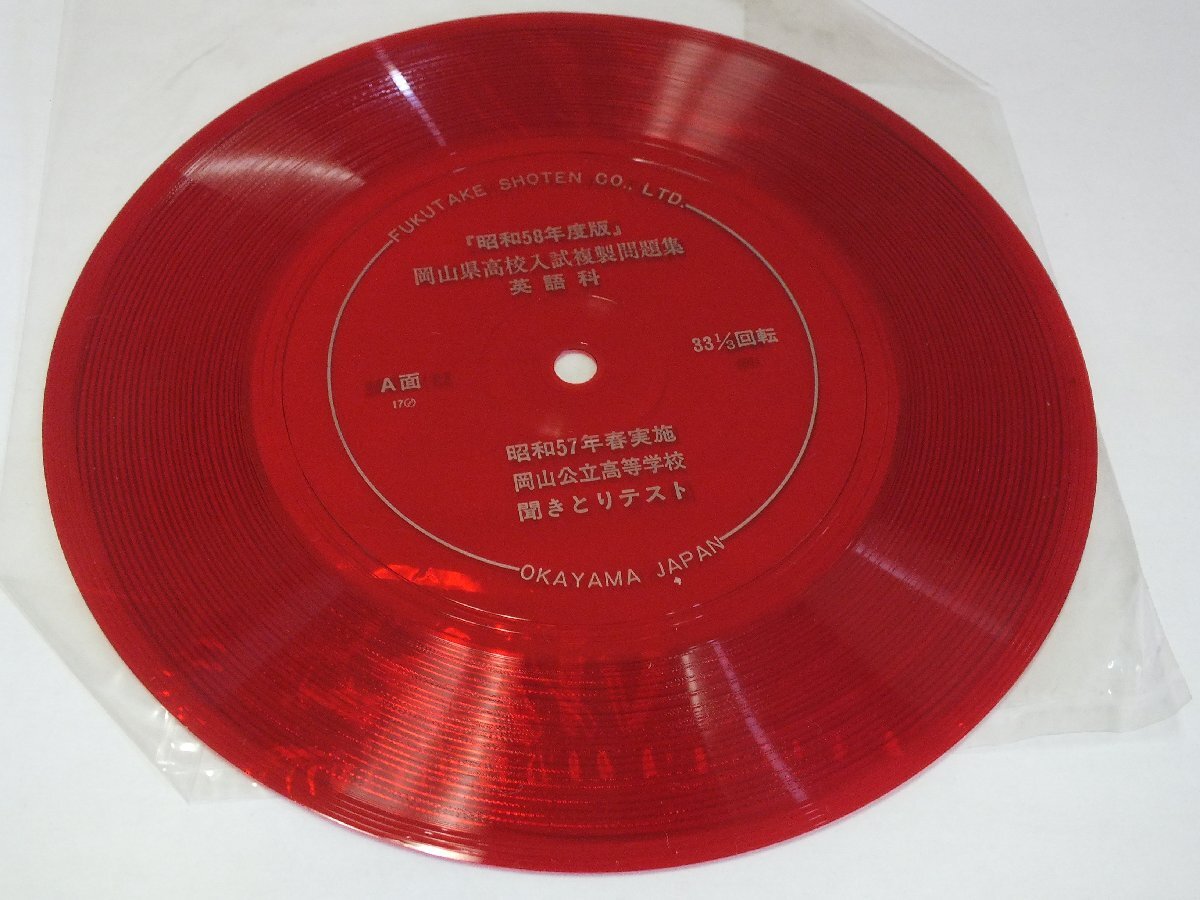 FUKUTAKE SHOTEN CO., LTD.
『昭和58年度版』
岡山県高校入試複製問題集
英語科
33 1/3回転
A面
昭和57年春実施
岡山公立高等学校
聞きとりテスト
OKAYAMA JAPAN